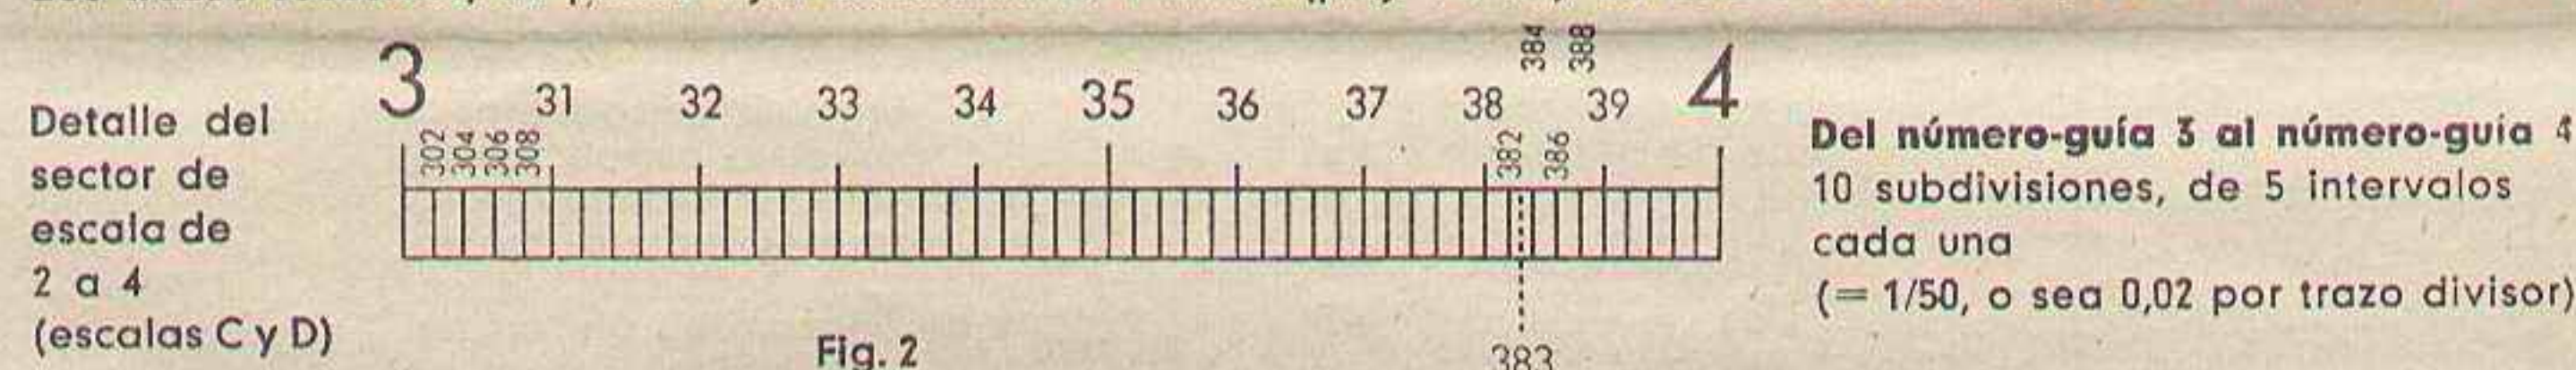 Detalle del
sector de
escala de
2 a 4
(escalas C y D)
384 388
3 31 32 33 34 35 36 37 38 39 4
302 304 306 308 382 386
383
Fig. 2
Del número-guía 3 al número-guía 4
10 subdivisiones, de 5 intervalos
cada una
(= 1/50, o sea 0,02 por trazo divisor)